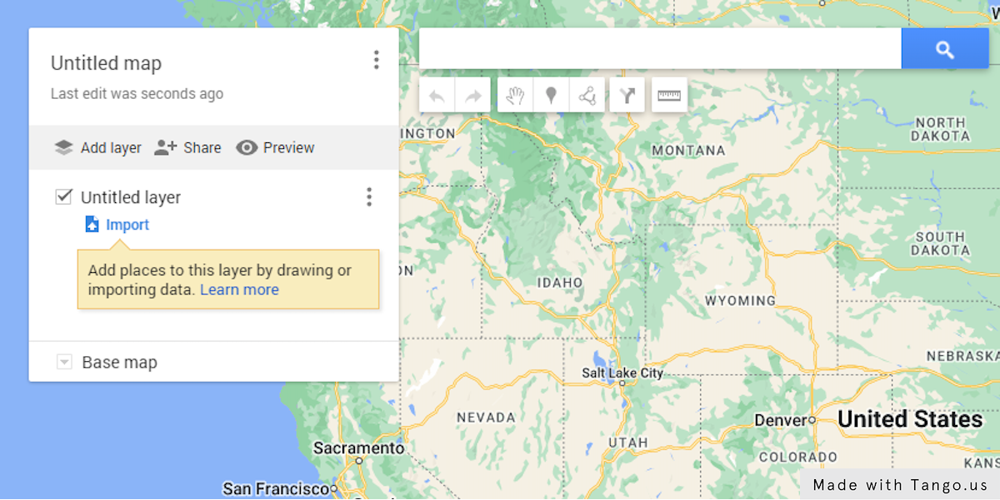 Untitled map
Last edit was seconds ago
Add layer Share Preview
Untitled layer
Import
Add places to this layer by drawing or
importing data. Learn more
Base map
INGTON
MONTANA
NORTH
DAKOTA
SOUTH
DAKOTA
ON
IDAHO
WYOMING
NEBRASKA
Salt Lake City
NEVADA
Denver
United States
UTAH
COLORADO
KANS
Sacramento
San Francisco
Made with Tango.us